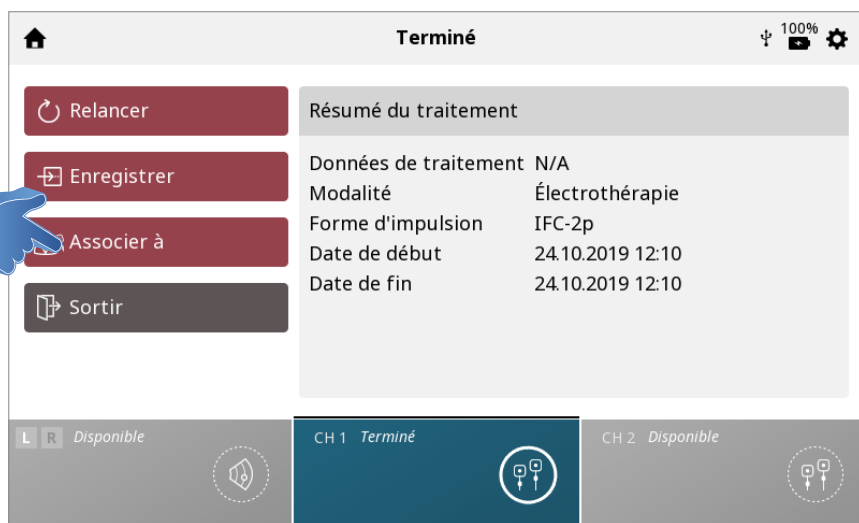 Terminé
100%
Relancer
Enregistrer
Associer à
Sortir
Résumé du traitement
Données de traitement N/A
Modalité Électrothérapie
Forme d'impulsion IFC-2p
Date de début 24.10.2019 12:10
Date de fin 24.10.2019 12:10
L R Disponible
CH 1 Terminé
CH 2 Disponible